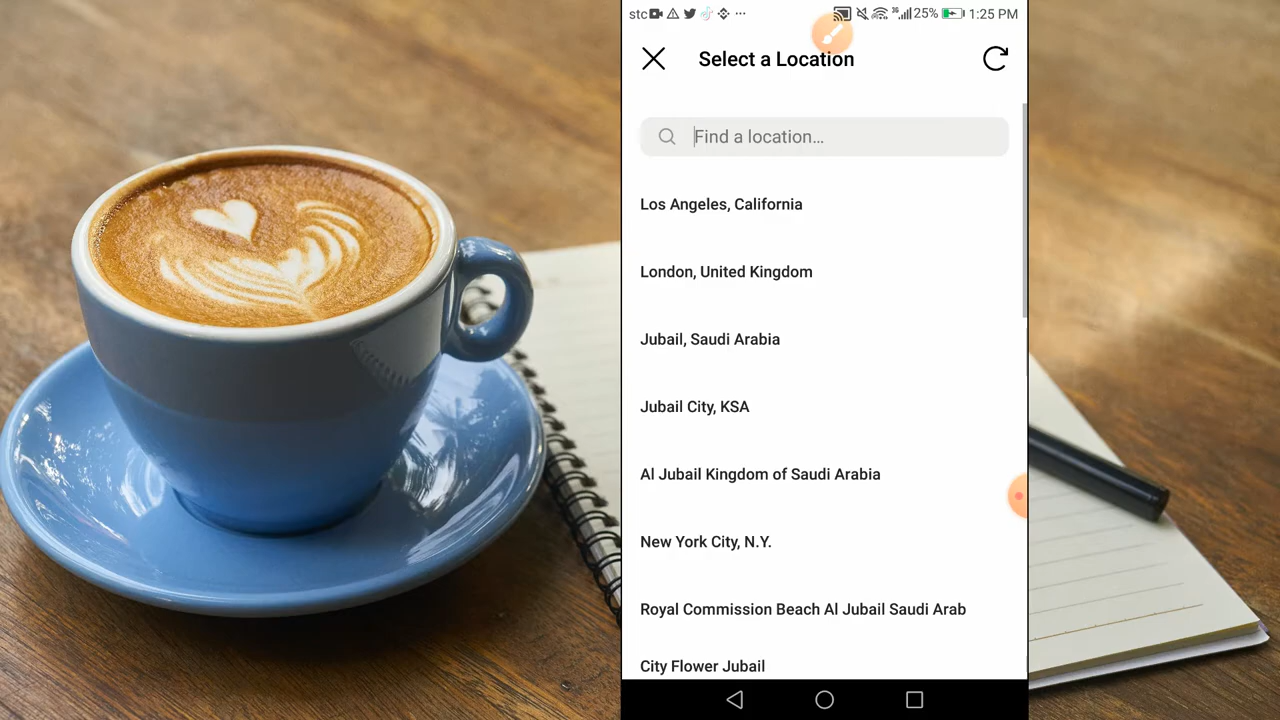 stc 25% 1:25 PM
Select a Location
Find a location...
Los Angeles, California
London, United Kingdom
Jubail, Saudi Arabia
Jubail City, KSA
Al Jubail Kingdom of Saudi Arabia
New York City, N.Y.
Royal Commission Beach Al Jubail Saudi Arab
City Flower Jubail